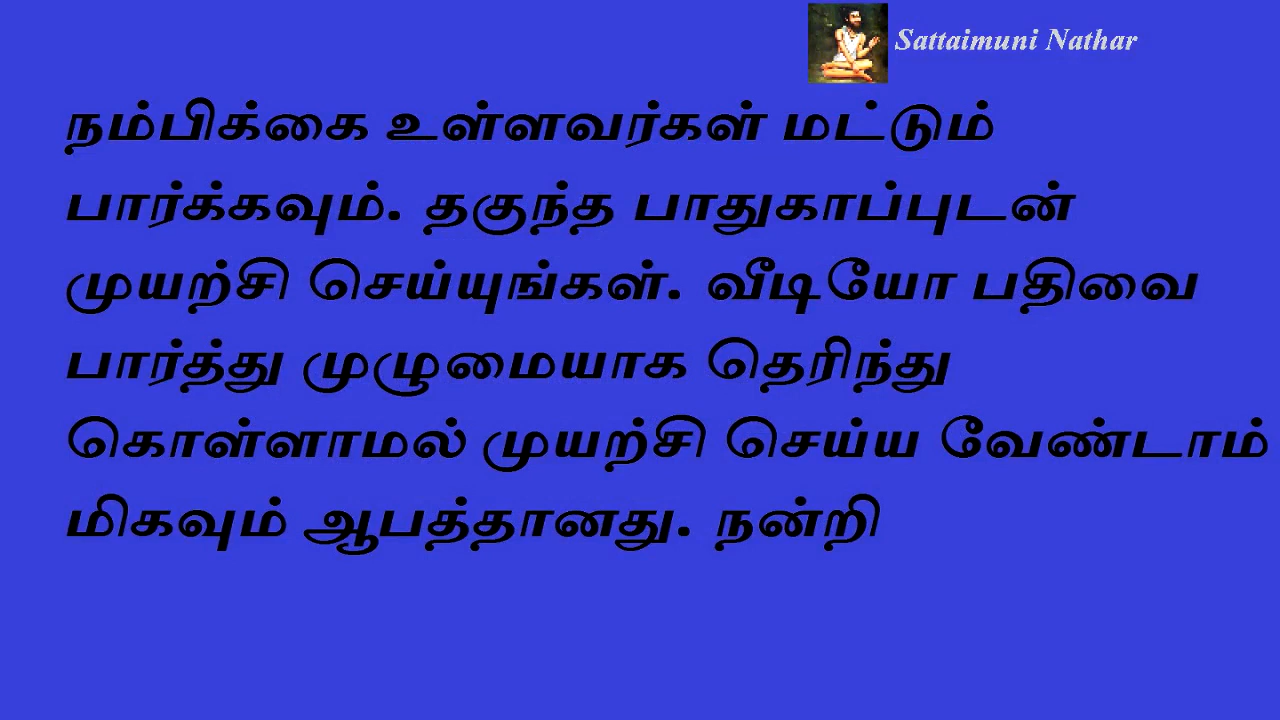 Sattaimuni Nathar
நம்பிக்கை உள்ளவர்கள் மட்டும்
பார்க்கவும். தகுந்த பாதுகாப்புடன்
முயற்சி செய்யுங்கள். வீடியோ பதிவை
பார்த்து முழுமையாக தெரிந்து
கொள்ளாமல் முயற்சி செய்ய வேண்டாம்
மிகவும் ஆபத்தானது. நன்றி